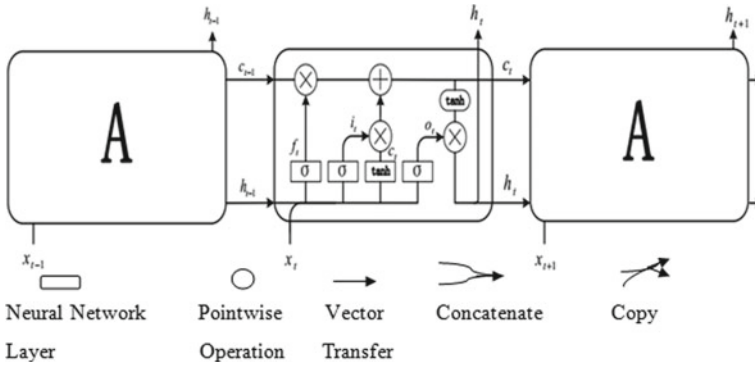 h_{t-1} h_t h_{t+1}
c_{t-1} c_t
A × + A
tanh
i_t × o_t ×
f_t c_t
σ σ tanh σ
h_{t-1} h_t
x_{t-1} x_t x_{t+1}
Neural Network Pointwise Vector Concatenate Copy
Layer Operation Transfer